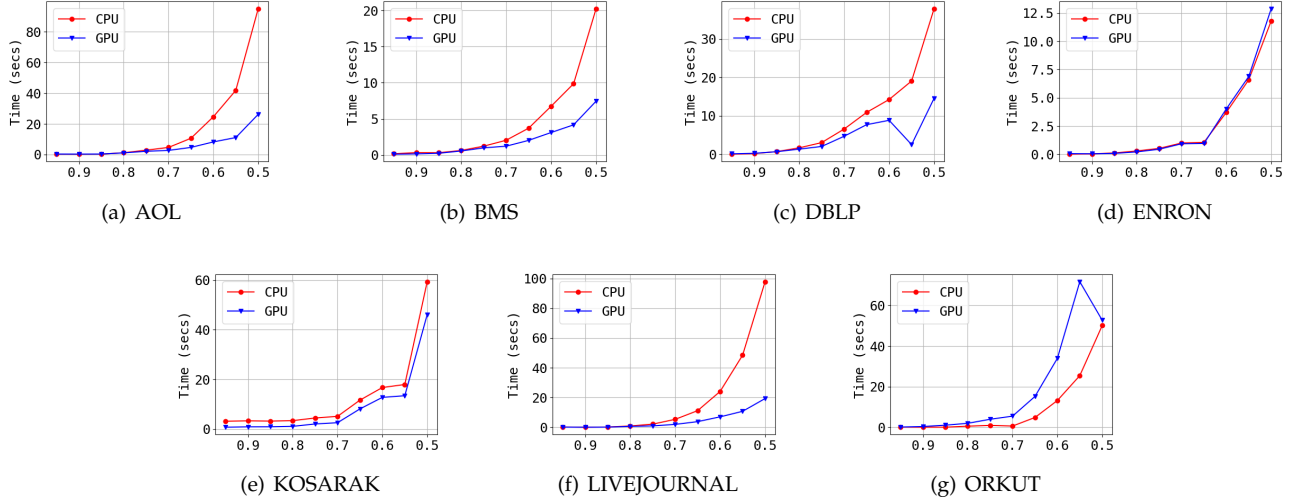 CPU
GPU
Time (secs)
80
60
40
20
0
0.9 0.8 0.7 0.6 0.5
(a) AOL
CPU
GPU
Time (secs)
20
15
10
5
0
0.9 0.8 0.7 0.6 0.5
(b) BMS
CPU
GPU
Time (secs)
30
20
10
0
0.9 0.8 0.7 0.6 0.5
(c) DBLP
CPU
GPU
Time (secs)
12.5
10.0
7.5
5.0
2.5
0.0
0.9 0.8 0.7 0.6 0.5
(d) ENRON
CPU
GPU
Time (secs)
60
40
20
0
0.9 0.8 0.7 0.6 0.5
(e) KOSARAK
CPU
GPU
Time (secs)
100
80
60
40
20
0
0.9 0.8 0.7 0.6 0.5
(f) LIVEJOURNAL
CPU
GPU
Time (secs)
60
40
20
0
0.9 0.8 0.7 0.6 0.5
(g) ORKUT